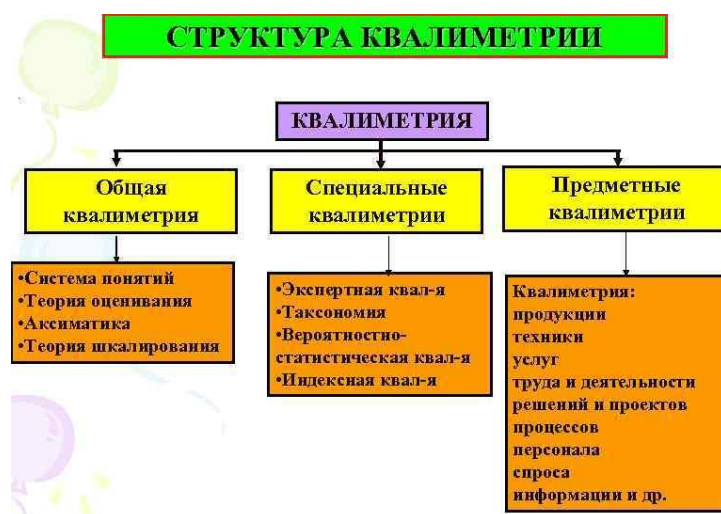 СТРУКТУРА КВАЛИМЕТРИИ
КВАЛИМЕТРИЯ
Общая
квалиметрия
•Система понятий
•Теория оценивания
•Аксиматика
•Теория шкалирования
Специальные
квалиметрии
•Экспертная квал-я
•Таксономия
•Вероятностно-
статистическая квал-я
•Индексная квал-я
Предметные
квалиметрии
Квалиметрия:
продукции
техники
услуг
труда и деятельности
решений и проектов
процессов
персонала
спроса
информации и др.